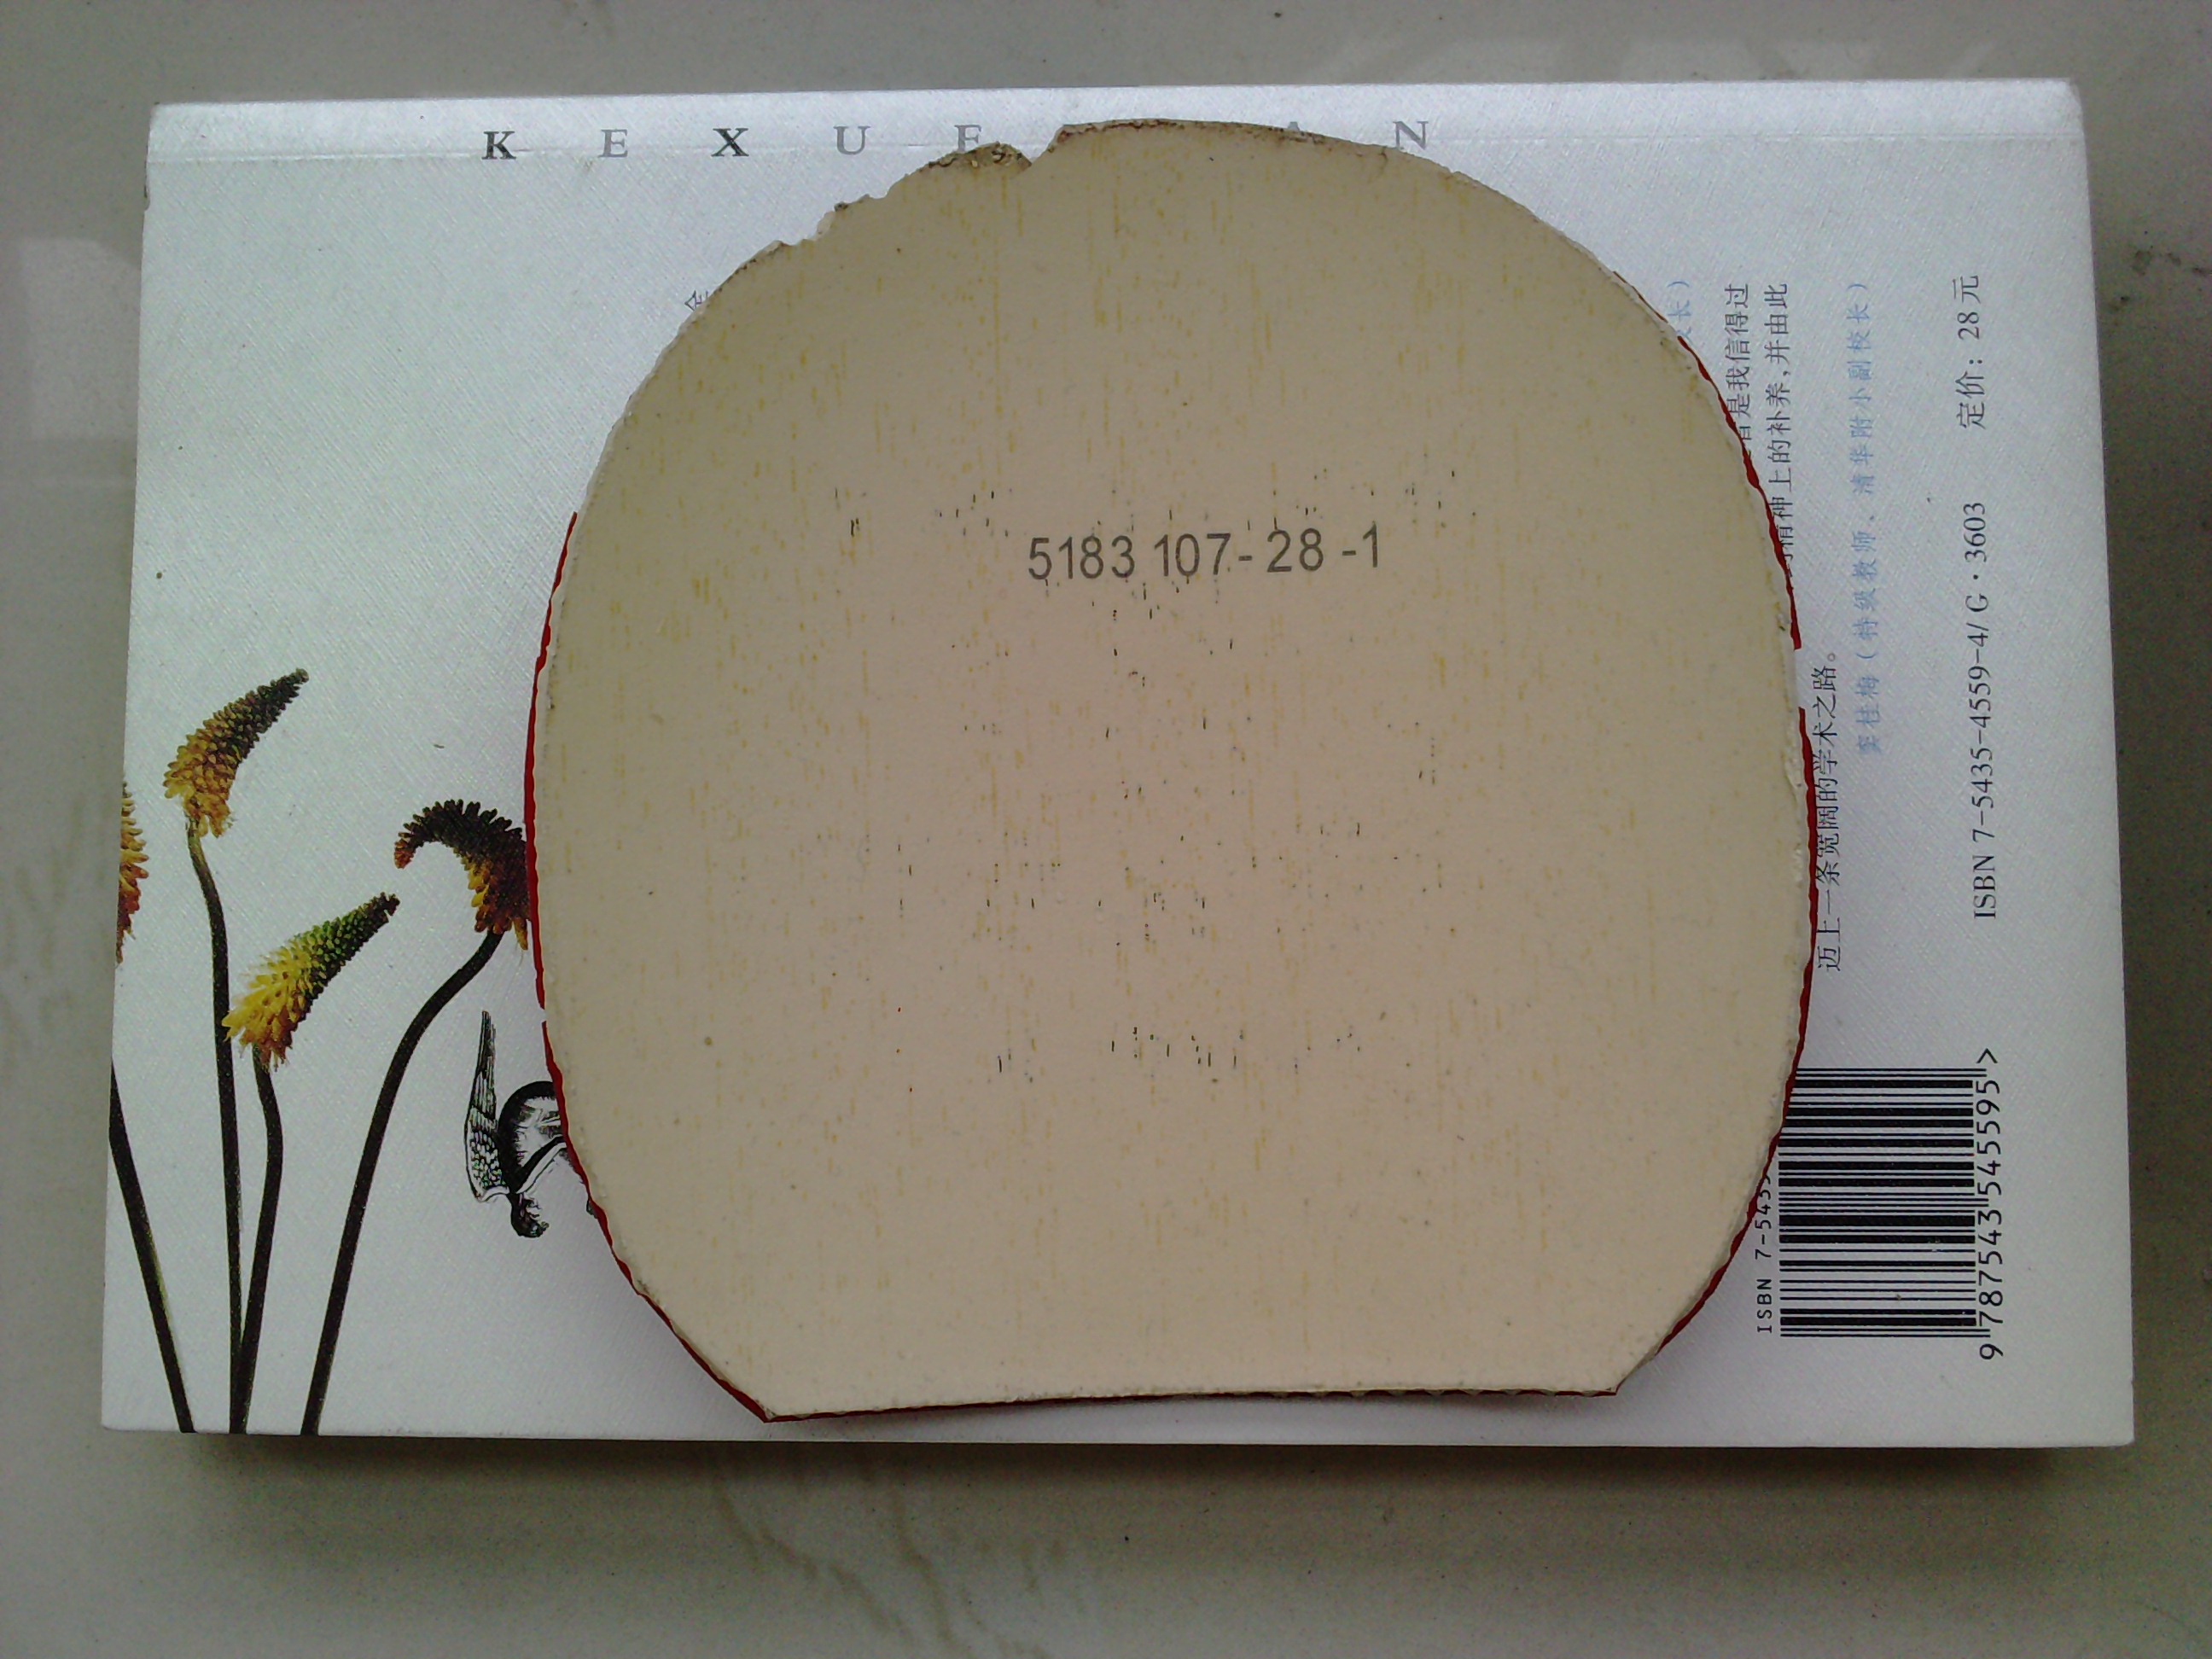 K E X U E A N
5183 107-28-1
长）
是我信得过
精神上的补养，并由此
迈上一条宽阔的学术之路。
窦桂梅（特级教师、清华附小副校长）
ISBN 7-5435-4559-4/G·3603 定价：28元
ISBN 7-543
9 787543 545595 >